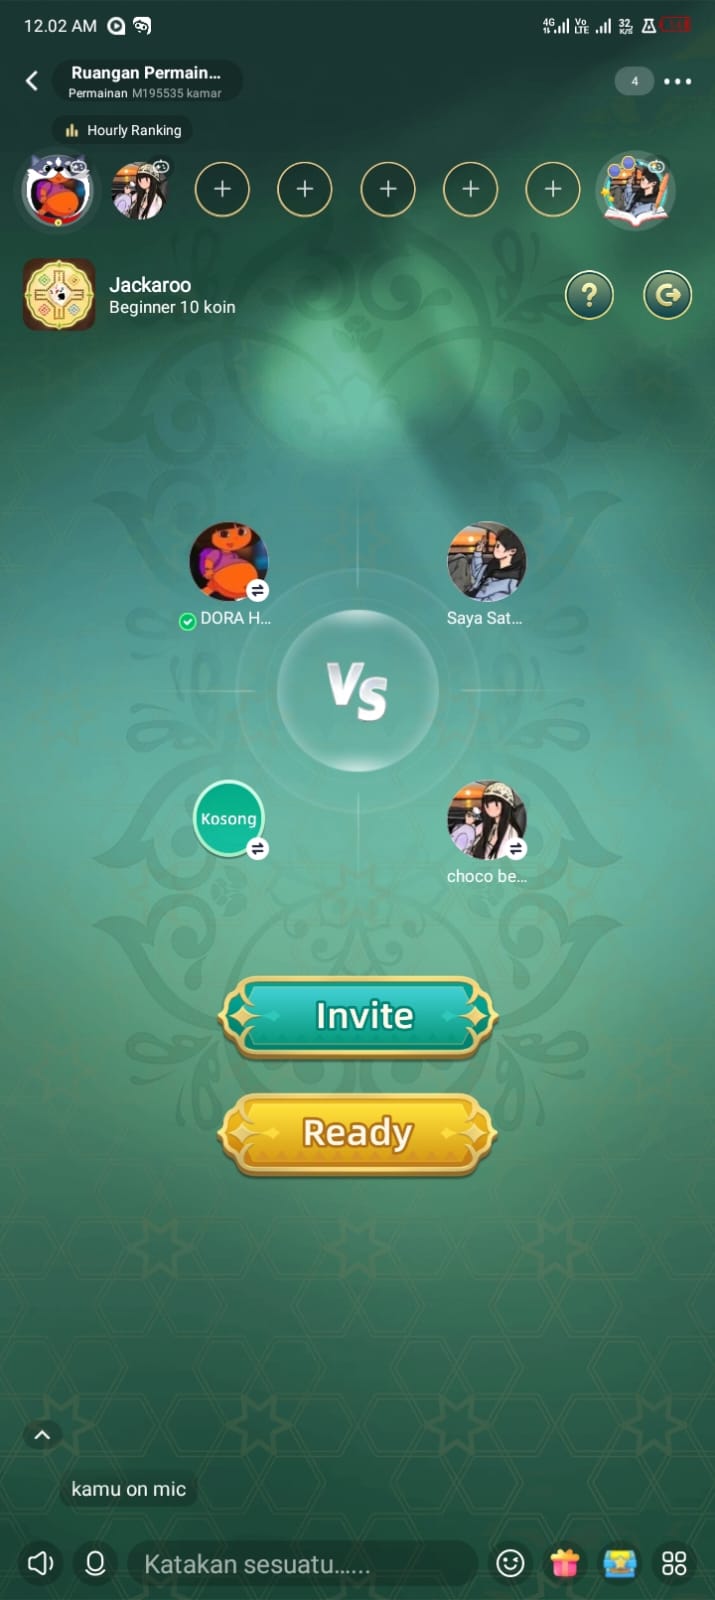 12.02 AM
4G Vo LTE 32 K/S
Ruangan Permain...
Permainan M195535 kamar
4
Hourly Ranking
Jackaroo
Beginner 10 koin
?
DORA H...
Saya Sat...
VS
Kosong
choco be...
Invite
Ready
kamu on mic
Katakan sesuatu......